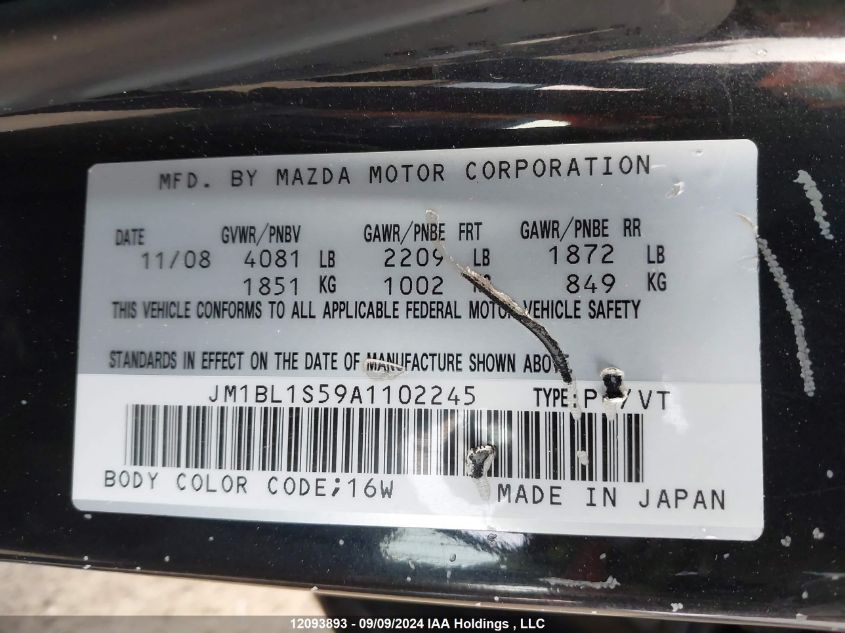 MFD. BY MAZDA MOTOR CORPORATION
DATE GVWR/PNBV GAWR/PNBE FRT GAWR/PNBE RR
11/08 4081 LB 2209 LB 1872 LB
1851 KG 1002 849 KG
THIS VEHICLE CONFORMS TO ALL APPLICABLE FEDERAL MOTOR VEHICLE SAFETY
STANDARDS IN EFFECT ON THE DATE OF MANUFACTURE SHOWN ABOVE
JM1BL1S59A1102245 TYPE:
BODY COLOR CODE;16W MADE IN JAPAN
12093893 - 09/09/2024 IAA Holdings , LLC